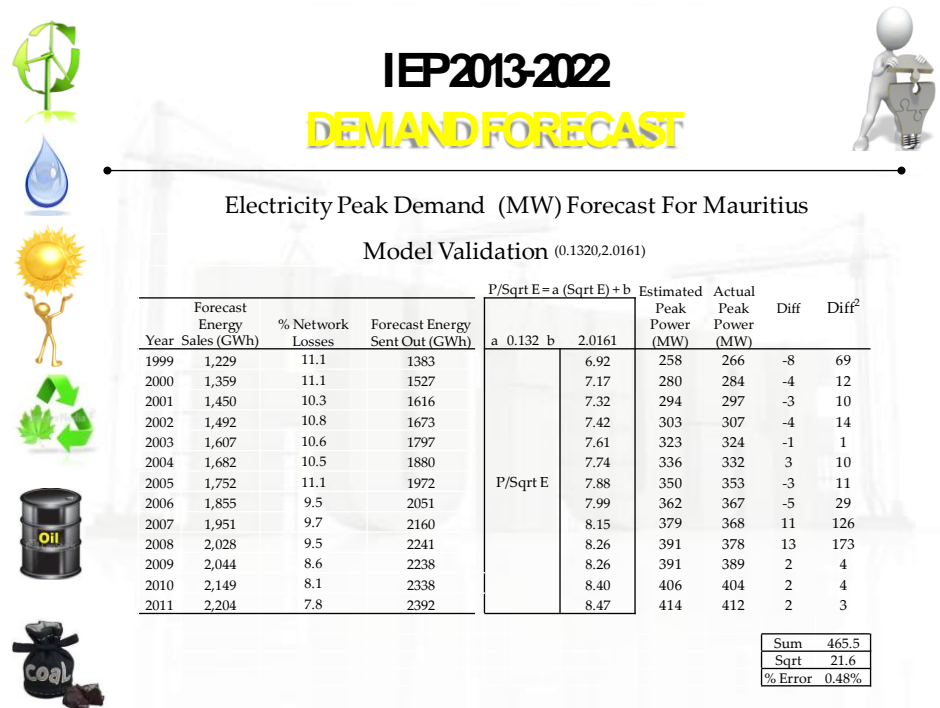 IEP2013-2022
DEMAND FORECAST
Electricity Peak Demand (MW) Forecast For Mauritius
Model Validation (0.1320,2.0161)
P/Sqrt E = a (Sqrt E) + b
Year Forecast Energy Sales (GWh) % Network Losses Forecast Energy Sent Out (GWh) a 0.132 b 2.0161 Estimated Peak Power (MW) Actual Peak Power (MW) Diff Diff²
1999 1,229 11.1 1383 6.92 258 266 -8 69
2000 1,359 11.1 1527 7.17 280 284 -4 12
2001 1,450 10.3 1616 7.32 294 297 -3 10
2002 1,492 10.8 1673 7.42 303 307 -4 14
2003 1,607 10.6 1797 7.61 323 324 -1 1
2004 1,682 10.5 1880 7.74 336 332 3 10
2005 1,752 11.1 1972 P/Sqrt E 7.88 350 353 -3 11
2006 1,855 9.5 2051 7.99 362 367 -5 29
2007 1,951 9.7 2160 8.15 379 368 11 126
2008 2,028 9.5 2241 8.26 391 378 13 173
2009 2,044 8.6 2238 8.26 391 389 2 4
2010 2,149 8.1 2338 8.40 406 404 2 4
2011 2,204 7.8 2392 8.47 414 412 2 3
Sum 465.5
Sqrt 21.6
% Error 0.48%
Oil
coal